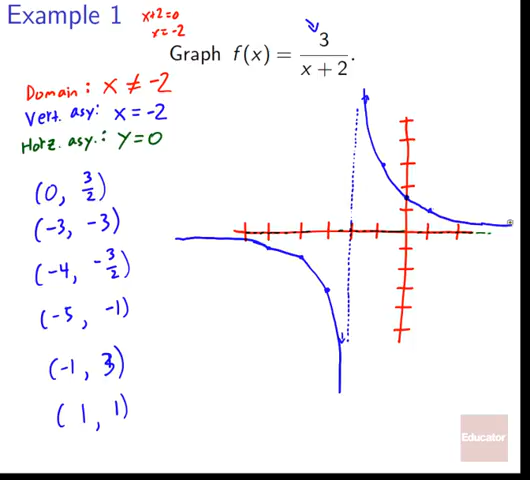 Example 1
x+2=0
x=-2
Graph f(x) = 3/(x + 2).
Domain: x ≠ -2
Vert. asy: x = -2
Horz. asy.: y=0
(0, 3/2)
(-3, -3)
(-4, -3/2)
(-5, -1)
(-1, 3)
(1, 1)
Educator